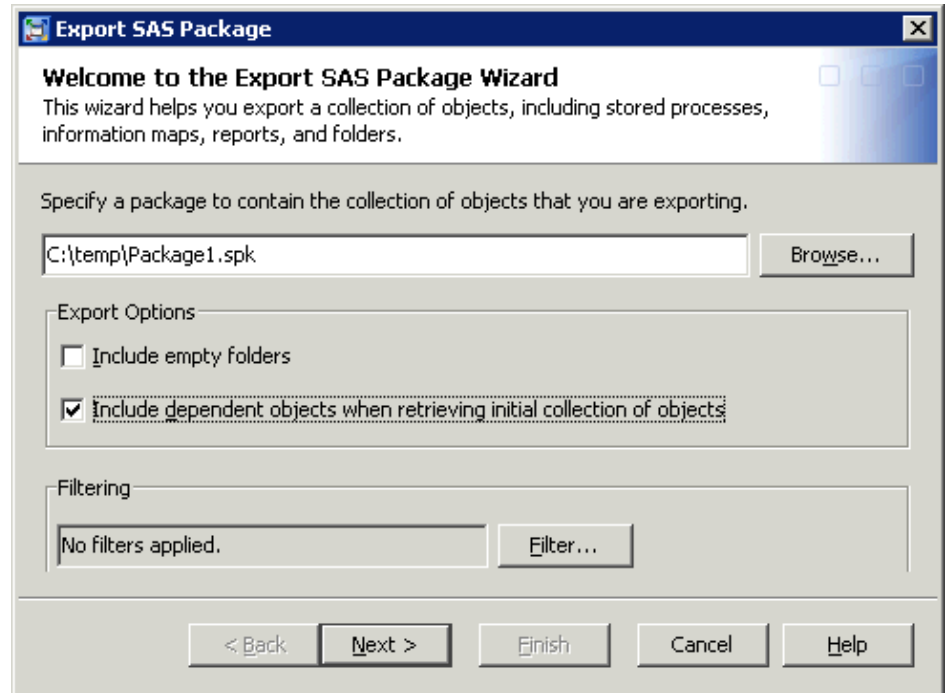 Export SAS Package
Welcome to the Export SAS Package Wizard
This wizard helps you export a collection of objects, including stored processes,
information maps, reports, and folders.
Specify a package to contain the collection of objects that you are exporting.
C:\temp\Package1.spk
Browse...
Export Options
Include empty folders
Include dependent objects when retrieving initial collection of objects
Filtering
No filters applied.
Filter...
< Back
Next >
Finish
Cancel
Help